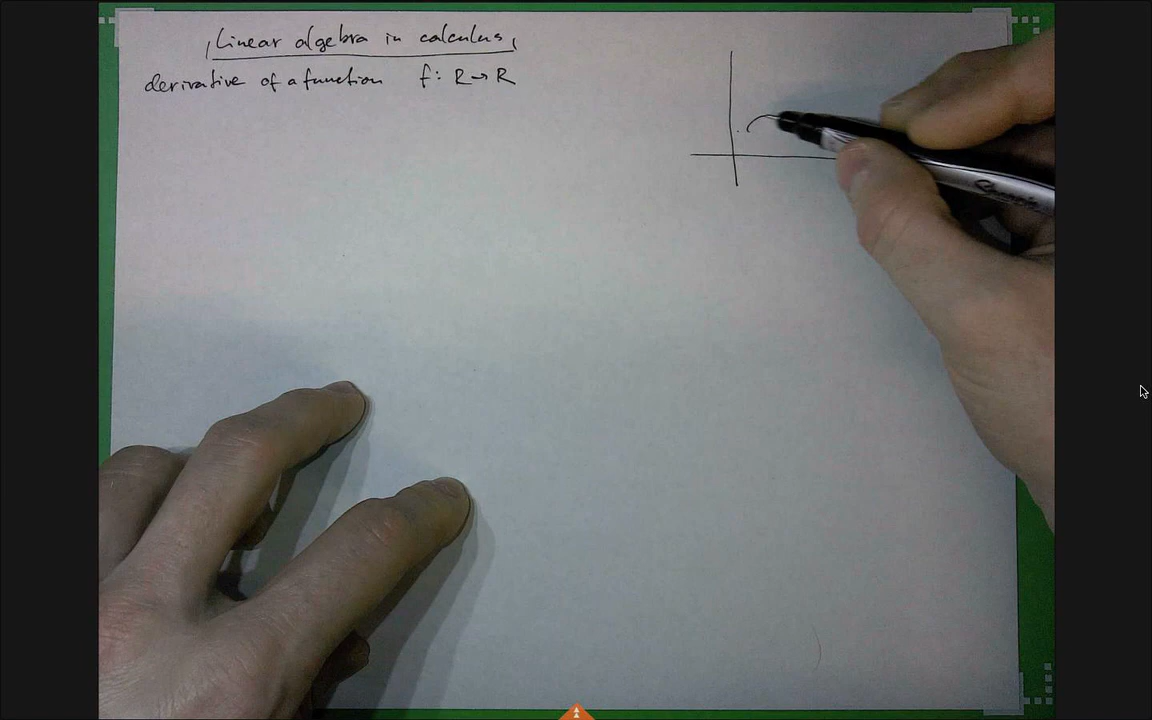 Linear algebra in calculus
derivative of a function f: R → R